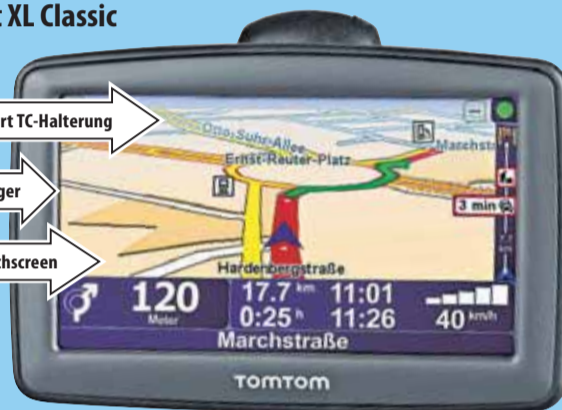 XL Classic
rt TC-Halterung
ger
chscreen
Otto-Suhr-Allee
Ernst-Reuter-Platz
Marchst
3 min
Hardenbergstraße
120
Meter
17.7 km 11:01
0:25 h 11:26
40 km/h
Marchstraße
TOMTOM